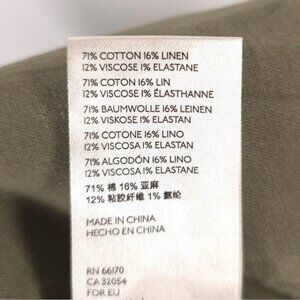 71% COTTON 16% LINEN
12% VISCOSE 1% ELASTANE
71% COTON 16% LIN
12% VISCOSE 1% ÉLASTHANNE
71% BAUMWOLLE 16% LEINEN
12% VISKOSE 1% ELASTAN
71% COTONE 16% LINO
12% VISCOSA 1% ELASTAN
71% ALGODÓN 16% LINO
12% VISCOSA 1% ELASTANO
71% 棉 16% 亚麻
12% 粘胶纤维 1% 氨纶
MADE IN CHINA
HECHO EN CHINA
RN 66170
CA 32054
FOR EU